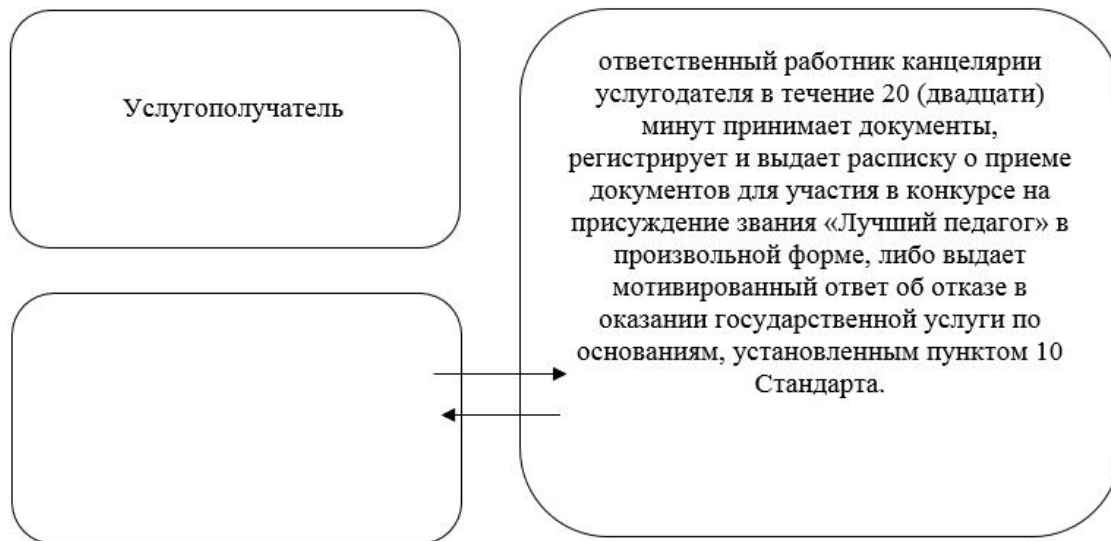 Услугополучатель
ответственный работник канцелярии
услугодателя в течение 20 (двадцати)
минут принимает документы,
регистрирует и выдает расписку о приеме
документов для участия в конкурсе на
присуждение звания «Лучший педагог» в
произвольной форме, либо выдает
мотивированный ответ об отказе в
оказании государственной услуги по
основаниям, установленным пунктом 10
Стандарта.